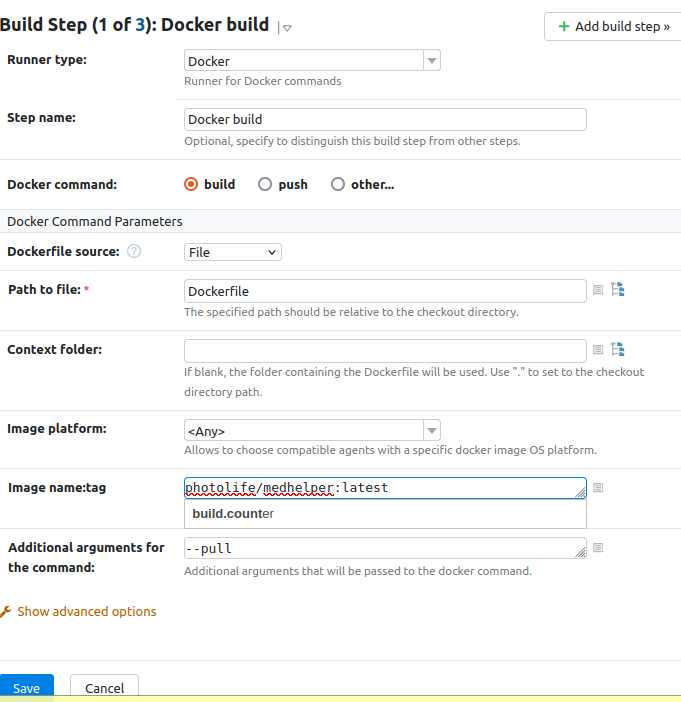 Build Step (1 of 3): Docker build
+ Add build step »
Runner type:
Docker
Runner for Docker commands
Step name:
Docker build
Optional, specify to distinguish this build step from other steps.
Docker command:
build
push
other...
Docker Command Parameters
Dockerfile source:
?
File
Path to file: *
Dockerfile
The specified path should be relative to the checkout directory.
Context folder:
If blank, the folder containing the Dockerfile will be used. Use "." to set to the checkout
directory path.
Image platform:
<Any>
Allows to choose compatible agents with a specific docker image OS platform.
Image name:tag
photolife/medhelper:latest
build.counter
Additional arguments for
the command:
--pull
Additional arguments that will be passed to the docker command.
Show advanced options
Save
Cancel